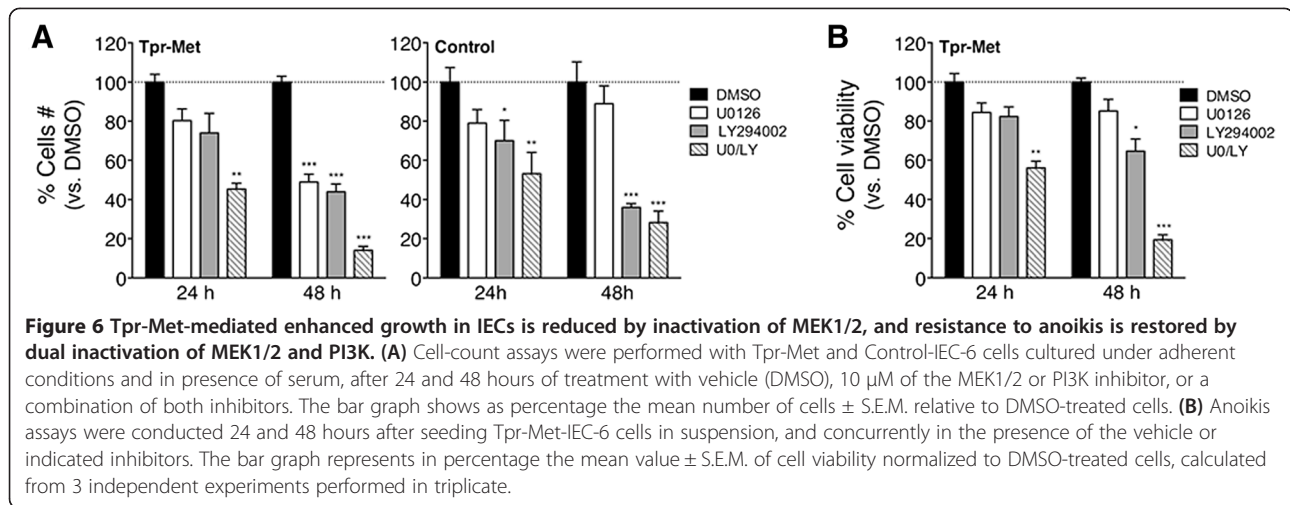 A
Tpr-Met
Control
% Cells #
(vs. DMSO)
120
100
80
60
40
20
0
**
***
***
***
24 h
48 h
120
100
80
60
40
20
0
*
**
***
***
24h
48h
DMSO
U0126
LY294002
U0/LY
B
Tpr-Met
% Cell viability
(vs. DMSO)
120
100
80
60
40
20
0
**
*
***
24 h
48 h
DMSO
U0126
LY294002
U0/LY
Figure 6 Tpr-Met-mediated enhanced growth in IECs is reduced by inactivation of MEK1/2, and resistance to anoikis is restored by
dual inactivation of MEK1/2 and PI3K. (A) Cell-count assays were performed with Tpr-Met and Control-IEC-6 cells cultured under adherent
conditions and in presence of serum, after 24 and 48 hours of treatment with vehicle (DMSO), 10 μM of the MEK1/2 or PI3K inhibitor, or a
combination of both inhibitors. The bar graph shows as percentage the mean number of cells ± S.E.M. relative to DMSO-treated cells. (B) Anoikis
assays were conducted 24 and 48 hours after seeding Tpr-Met-IEC-6 cells in suspension, and concurrently in the presence of the vehicle or
indicated inhibitors. The bar graph represents in percentage the mean value ± S.E.M. of cell viability normalized to DMSO-treated cells, calculated
from 3 independent experiments performed in triplicate.